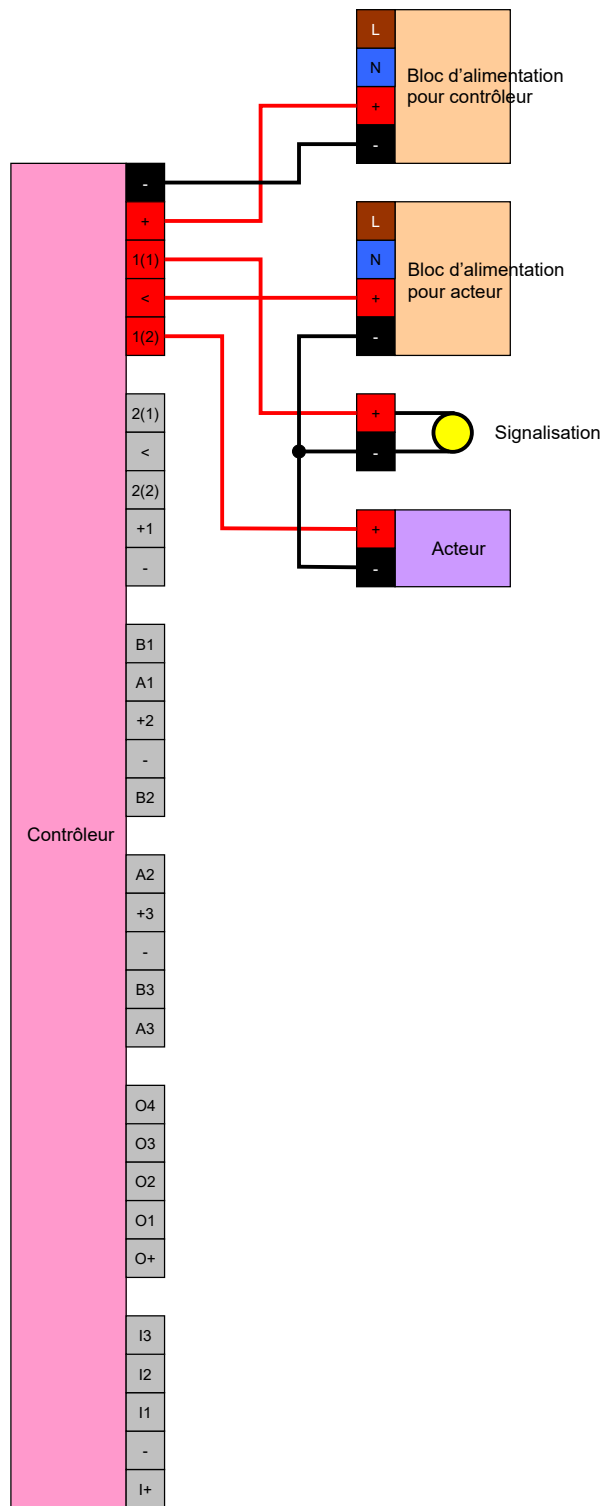 L
N
+
-
Bloc d'alimentation
pour contrôleur
-
+
1(1)
<
1(2)
L
N
+
-
Bloc d'alimentation
pour acteur
+
-
Signalisation
+
-
Acteur
2(1)
<
2(2)
+1
-
B1
A1
+2
-
B2
Contrôleur
A2
+3
-
B3
A3
O4
O3
O2
O1
O+
I3
I2
I1
-
I+